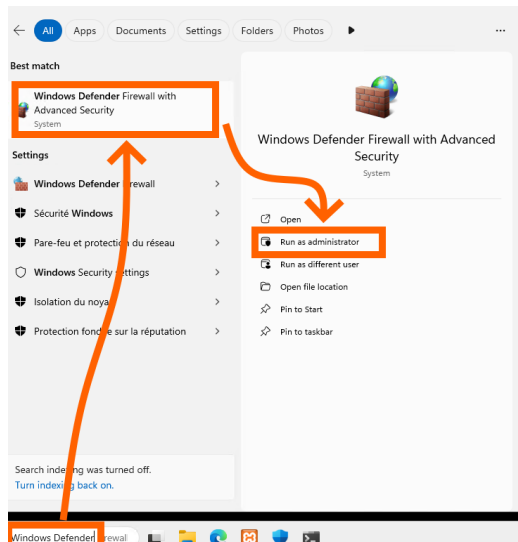 All Apps Documents Settings Folders Photos
Best match
Windows Defender Firewall with
Advanced Security
System
Settings
Windows Defender Firewall
Sécurité Windows
Pare-feu et protection du réseau
Windows Security settings
Isolation du noyau
Protection fondée sur la réputation
Search indexing was turned off.
Turn indexing back on.
Windows Defender Firewall with Advanced
Security
System
Open
Run as administrator
Run as different user
Open file location
Pin to Start
Pin to taskbar
Windows Defender Firewal